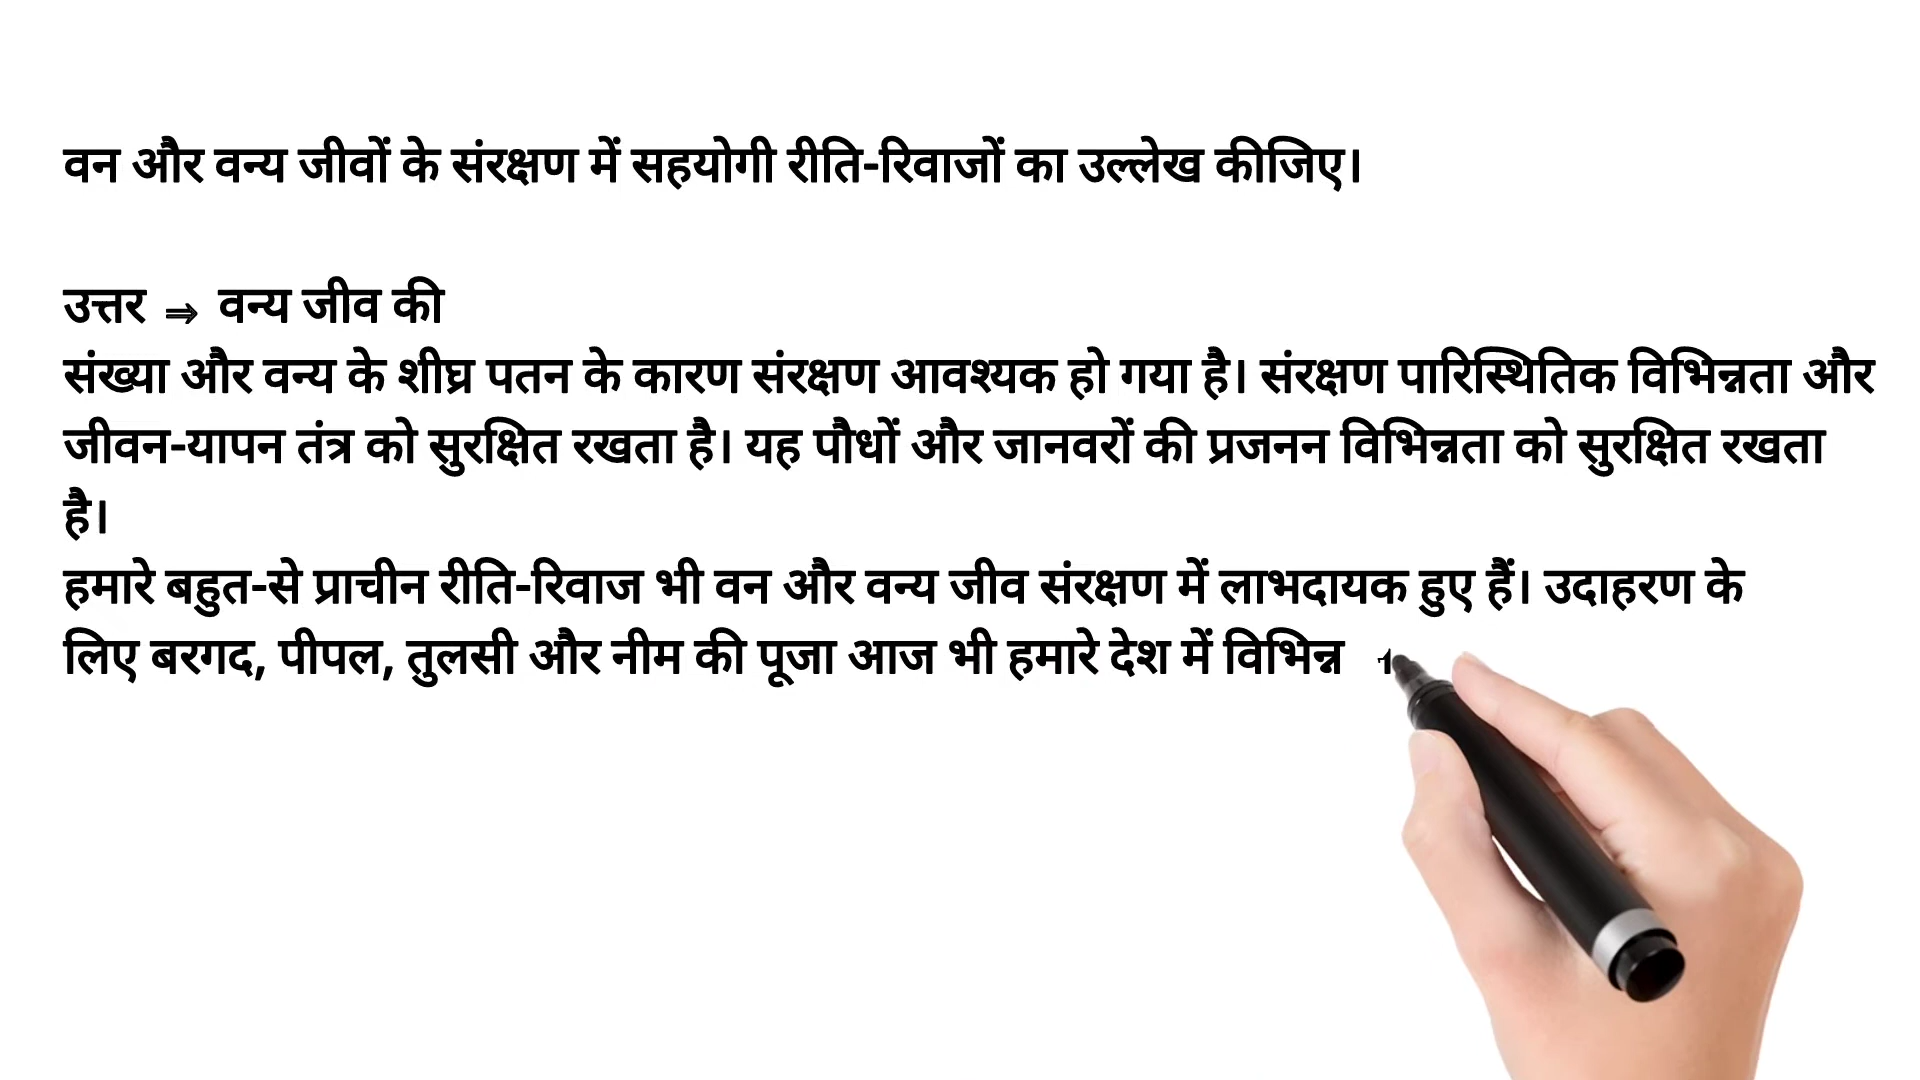 वन और वन्य जीवों के संरक्षण में सहयोगी रीति-रिवाजों का उल्लेख कीजिए।
उत्तर ⇒ वन्य जीव की
संख्या और वन्य के शीघ्र पतन के कारण संरक्षण आवश्यक हो गया है। संरक्षण पारिस्थितिक विभिन्नता और
जीवन-यापन तंत्र को सुरक्षित रखता है। यह पौधों और जानवरों की प्रजनन विभिन्नता को सुरक्षित रखता
है।
हमारे बहुत-से प्राचीन रीति-रिवाज भी वन और वन्य जीव संरक्षण में लाभदायक हुए हैं। उदाहरण के
लिए बरगद, पीपल, तुलसी और नीम की पूजा आज भी हमारे देश में विभिन्न